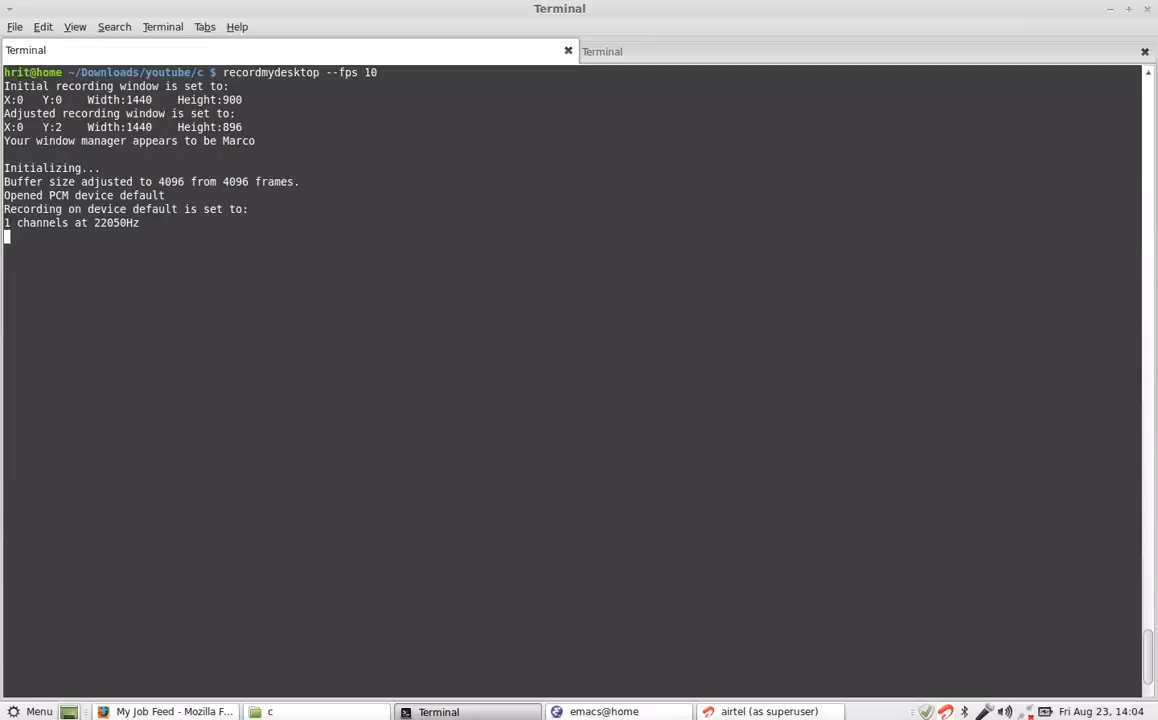 Terminal
File Edit View Search Terminal Tabs Help
Terminal
Terminal
hrit@home ~/Downloads/youtube/c $ recordmydesktop --fps 10
Initial recording window is set to:
X:0 Y:0 Width:1440 Height:900
Adjusted recording window is set to:
X:0 Y:2 Width:1440 Height:896
Your window manager appears to be Marco
Initializing...
Buffer size adjusted to 4096 from 4096 frames.
Opened PCM device default
Recording on device default is set to:
1 channels at 22050Hz
Menu My Job Feed - Mozilla F... c Terminal emacs@home airtel (as superuser) Fri Aug 23, 14:04